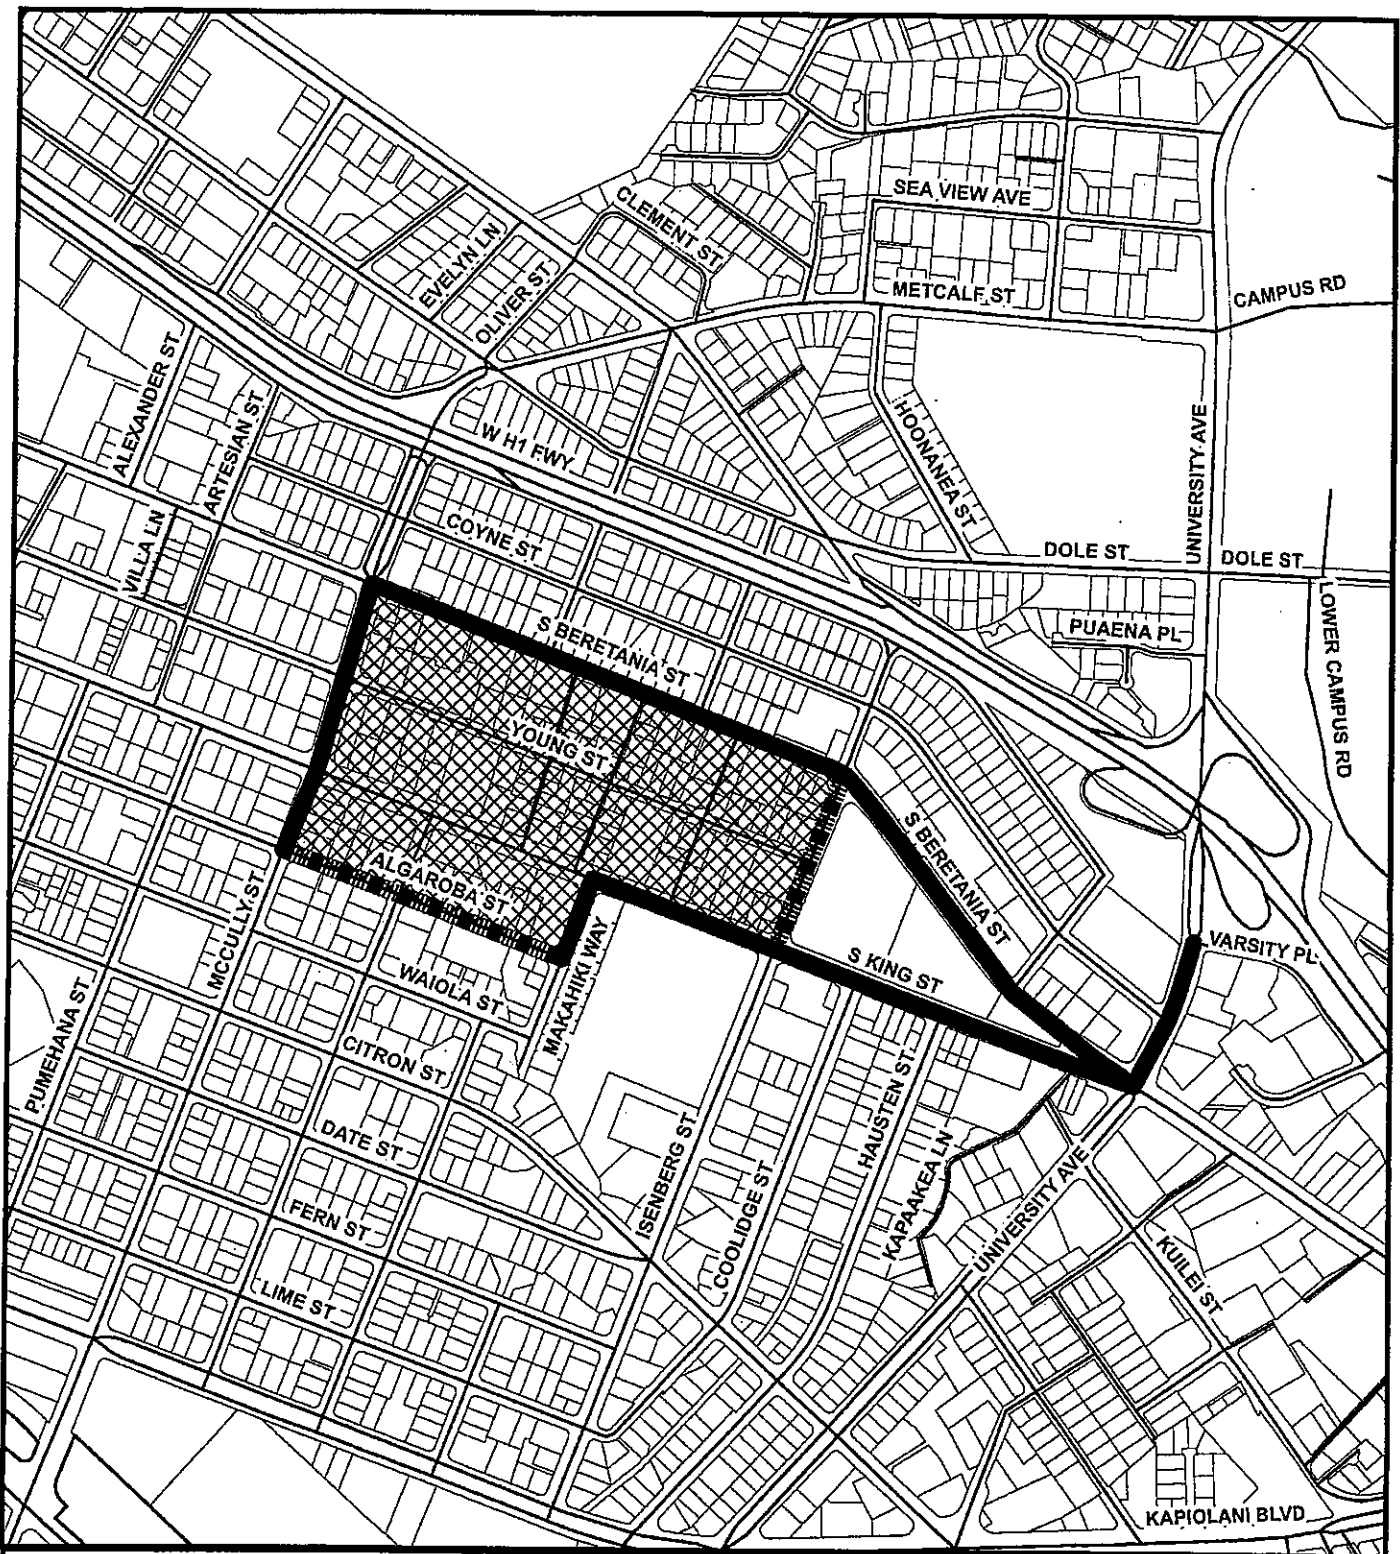 SEA VIEW AVE
CLEMENT ST
EVELYN LN
OLIVER ST
METCALF ST
CAMPUS RD
ALEXANDER ST
ARTESIAN ST
W H1 FWY
HOONANEA ST
UNIVERSITY AVE
VILLA LN
COYNE ST
DOLE ST
DOLE ST
LOWER CAMPUS RD
PUAENA PL
S BERETANIA ST
YOUNG ST
S BERETANIA ST
ALGAROBA ST
MCCULLY ST
MAKAHIKI WAY
WAIOLA ST
S KING ST
VARSITY PL
PUMEHANA ST
CITRON ST
DATE ST
HAUSTEN ST
KAPAAKEA LN
ISENBERG ST
COOLIDGE ST
UNIVERSITY AVE
FERN ST
KUILEI ST
LIME ST
KAPIOLANI BLVD